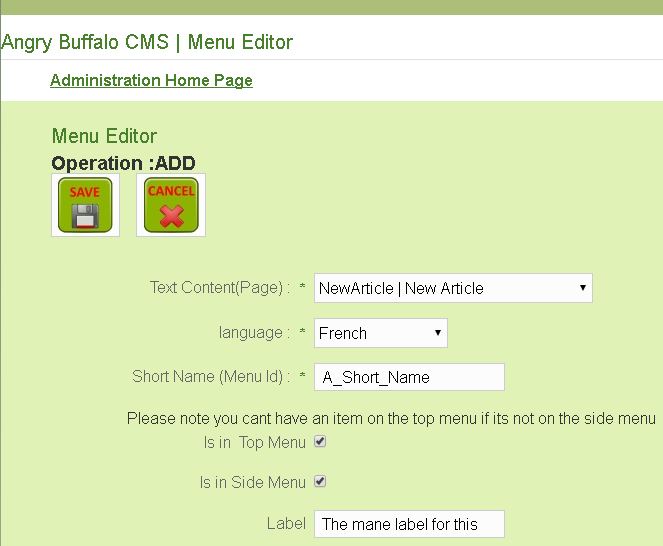 Angry Buffalo CMS | Menu Editor
Administration Home Page
Menu Editor
Operation :ADD
SAVE CANCEL
Text Content(Page) : * NewArticle | New Article
language : * French
Short Name (Menu Id) : * A_Short_Name
Please note you cant have an item on the top menu if its not on the side menu
Is in Top Menu
Is in Side Menu
Label The mane label for this